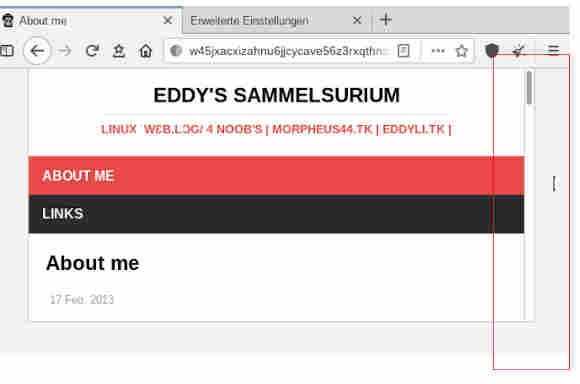 About me
Erweiterte Einstellungen
EDDY'S SAMMELSURIUM
LINUX WEB.LOG/ 4 NOOB'S | MORPHEUS44.TK | EDDYLI.TK |
ABOUT ME
LINKS
About me
17 Feb. 2013